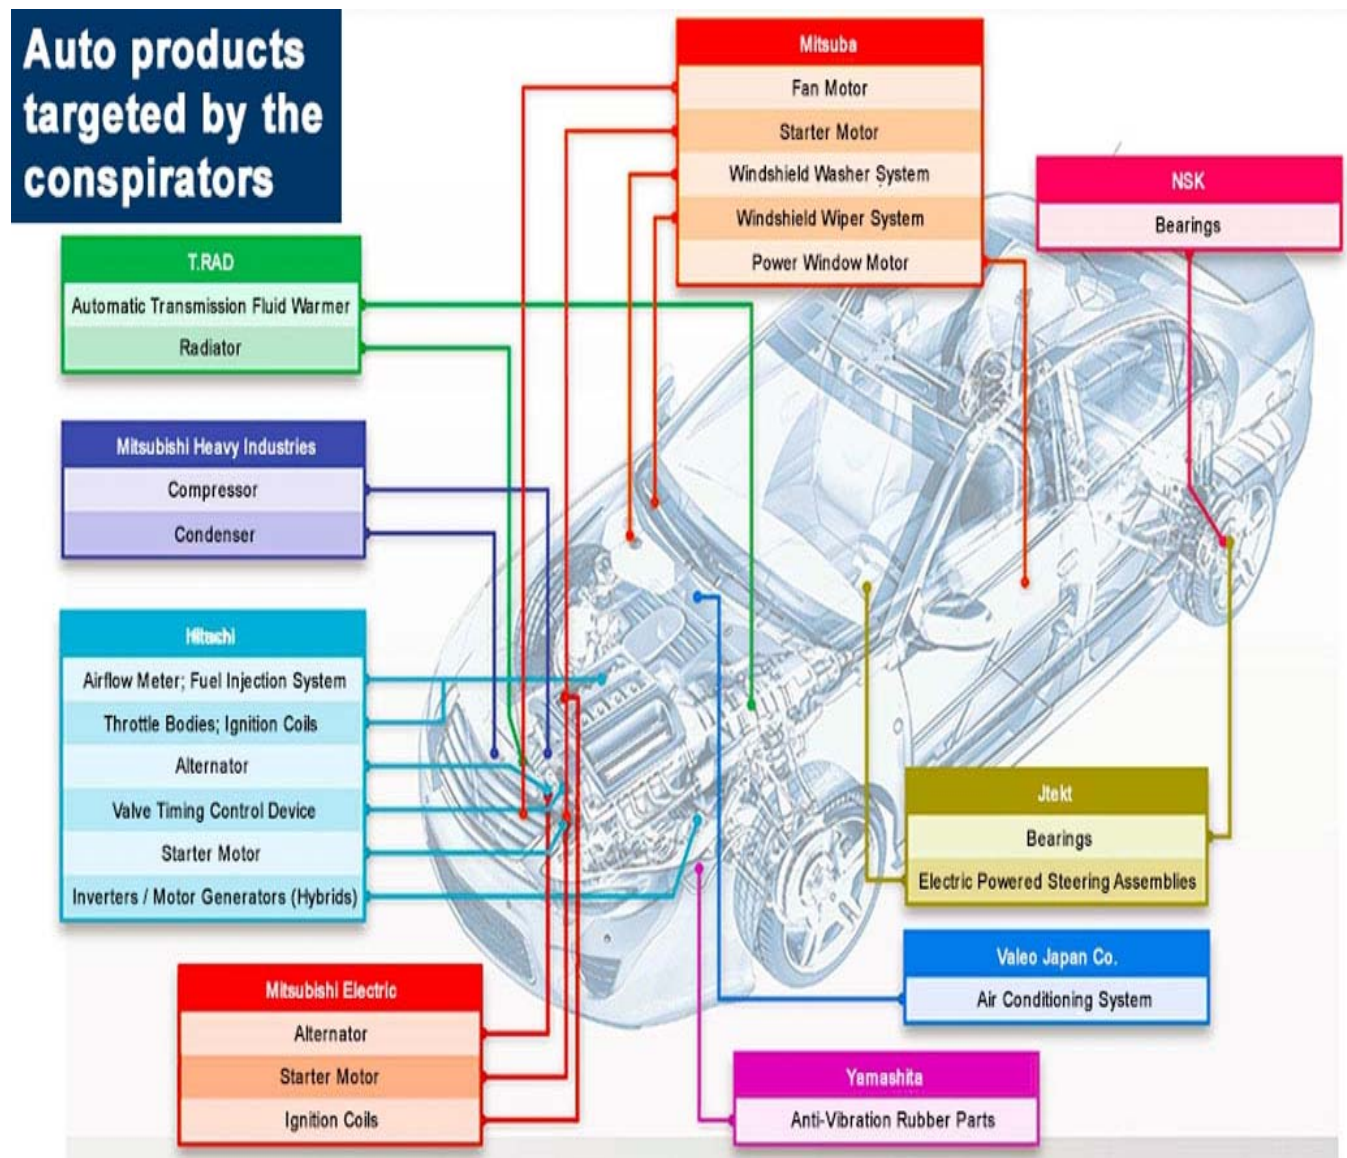 Auto products
targeted by the
conspirators
Mitsuba
Fan Motor
Starter Motor
Windshield Washer System
Windshield Wiper System
Power Window Motor
NSK
Bearings
T.RAD
Automatic Transmission Fluid Warmer
Radiator
Mitsubishi Heavy Industries
Compressor
Condenser
Hitachi
Airflow Meter; Fuel Injection System
Throttle Bodies; Ignition Coils
Alternator
Valve Timing Control Device
Starter Motor
Inverters / Motor Generators (Hybrids)
Jtekt
Bearings
Electric Powered Steering Assemblies
Valeo Japan Co.
Air Conditioning System
Mitsubishi Electric
Alternator
Starter Motor
Ignition Coils
Yamashita
Anti-Vibration Rubber Parts